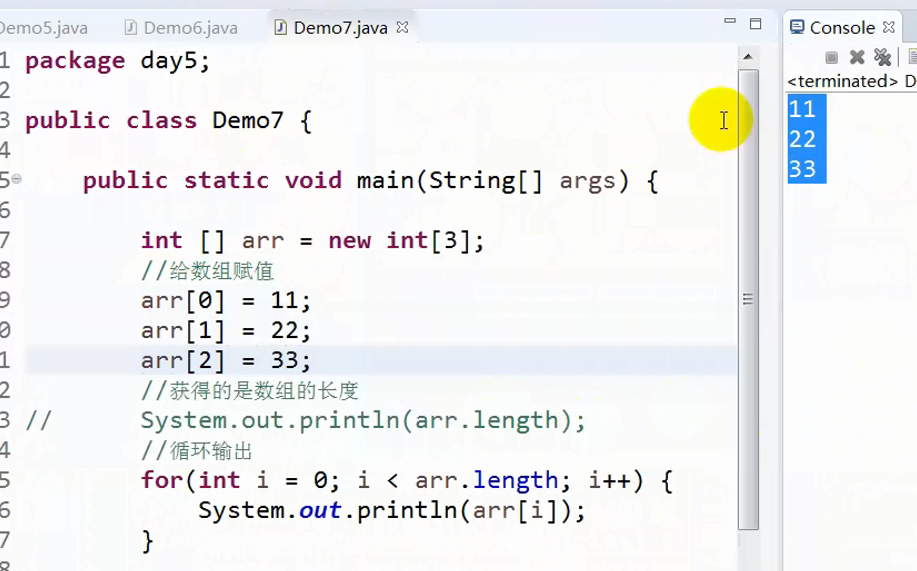 Demo5.java Demo6.java Demo7.java
1 package day5;
2
3 public class Demo7 {
4
5 public static void main(String[] args) {
6
7 int [] arr = new int[3];
8 //给数组赋值
9 arr[0] = 11;
0 arr[1] = 22;
1 arr[2] = 33;
2 //获得的是数组的长度
3 // System.out.println(arr.length);
4 //循环输出
5 for(int i = 0; i < arr.length; i++) {
6 System.out.println(arr[i]);
7 }
8
Console
<terminated> D
11
22
33